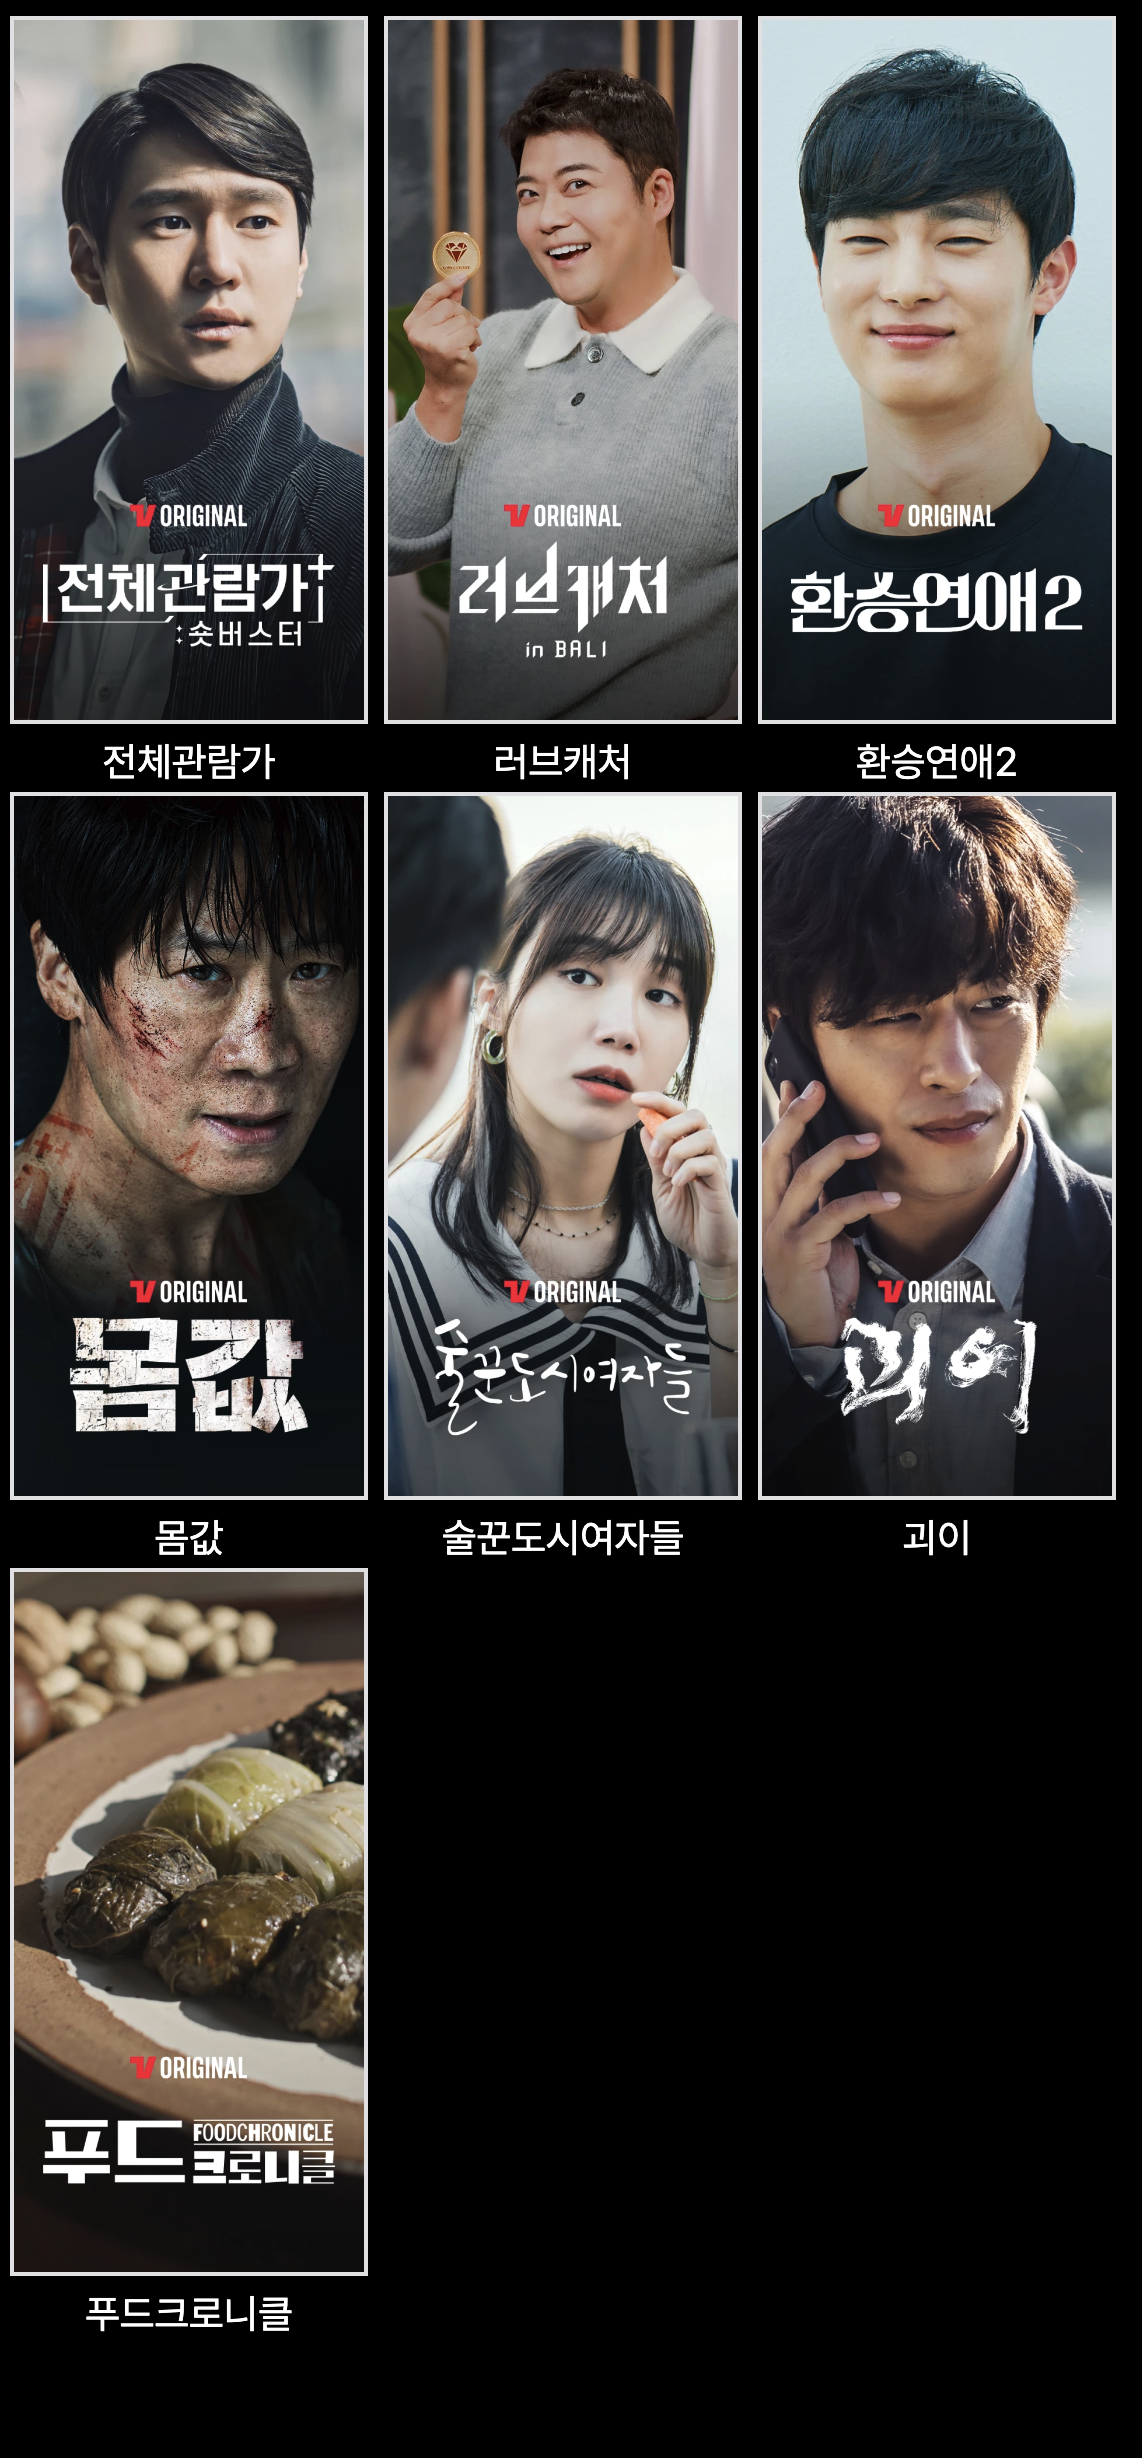 V ORIGINAL
전체관람가+
숏버스터
V ORIGINAL
러브캐처
in BALI
V ORIGINAL
환승연애2
전체관람가
러브캐처
환승연애2
V ORIGINAL
몸값
V ORIGINAL
술꾼도시여자들
V ORIGINAL
괴이
몸값
술꾼도시여자들
괴이
V ORIGINAL
푸드 FOODCHRONICLE
크로니클
푸드크로니클